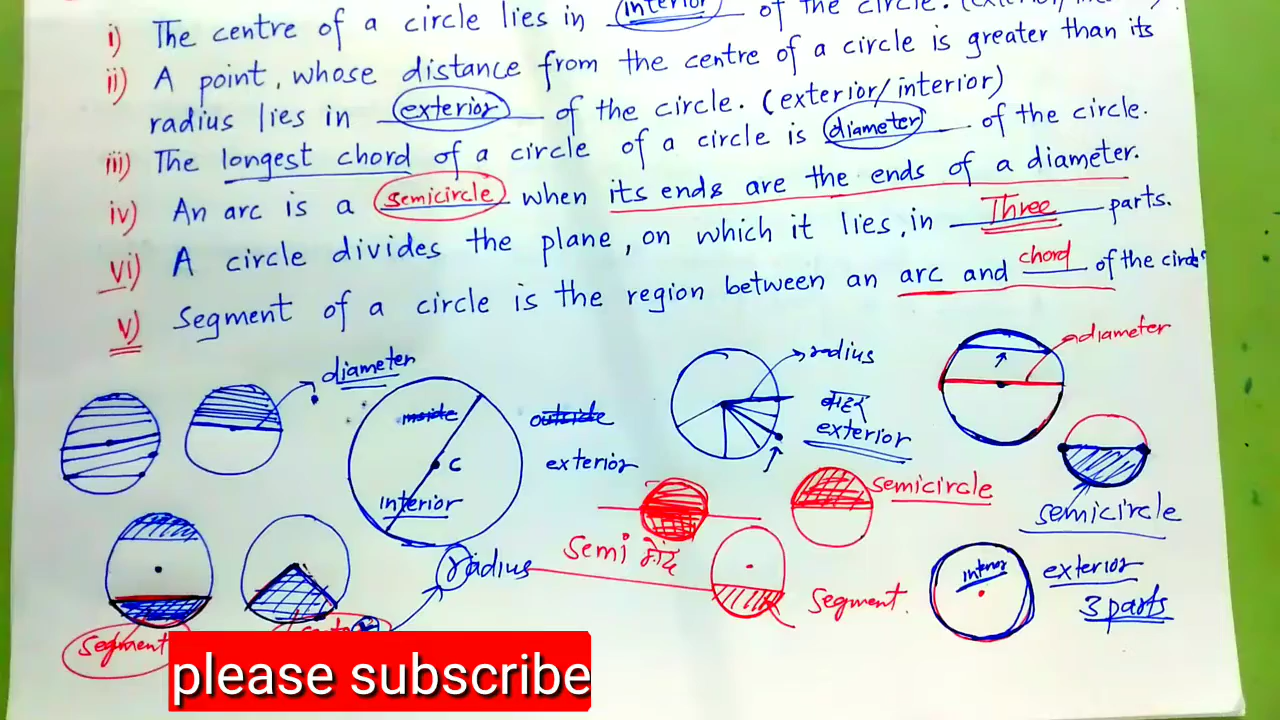 i) The centre of a circle lies in interior of the circle.
ii) A point, whose distance from the centre of a circle is greater than its
radius lies in exterior of the circle. (exterior/interior)
iii) The longest chord of a circle of a circle is diameter of the circle.
iv) An arc is a semicircle when its ends are the ends of a diameter.
vi) A circle divides the plane, on which it lies, in Three parts.
v) Segment of a circle is the region between an arc and chord of the circle
diameter
radius
diameter
inside
outside
exterior
C
exterior
interior
semicircle
semicircle
Semi
radius
interior
exterior
3 parts
segment.
segment
please subscribe